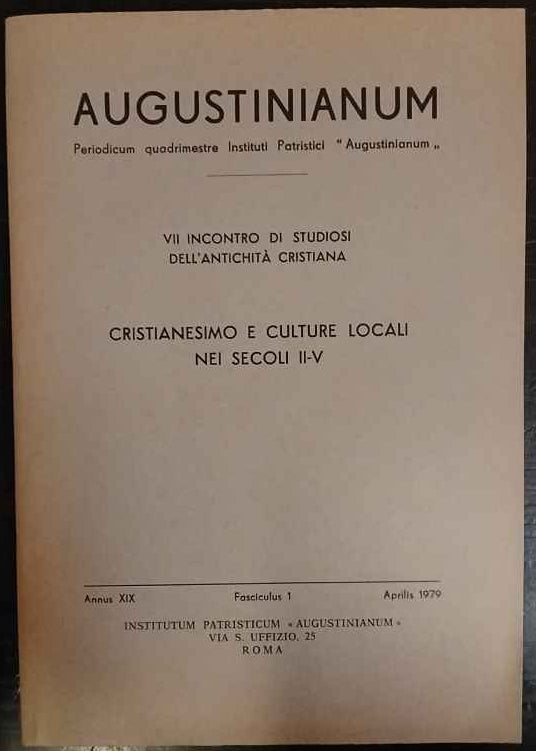 AUGUSTINIANUM
Periodicum quadrimestre Instituti Patristici "Augustinianum „
VII INCONTRO DI STUDIOSI
DELL'ANTICHITÀ CRISTIANA
CRISTIANESIMO E CULTURE LOCALI
NEI SECOLI II-V
Annus XIX Fasciculus 1 Aprilis 1979
INSTITUTUM PATRISTICUM « AUGUSTINIANUM »
VIA S. UFFIZIO, 25
ROMA